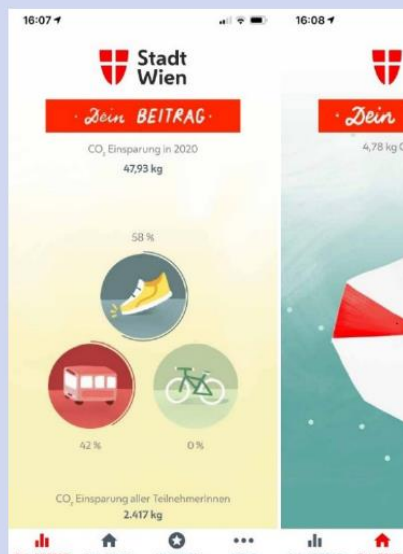 16:07
Stadt
Wien
· Dein BEITRAG ·
CO₂ Einsparung in 2020
47,93 kg
58 %
42 %
0 %
CO₂ Einsparung aller TeilnehmerInnen
2.417 kg
16:08
· Dein
4,78 kg